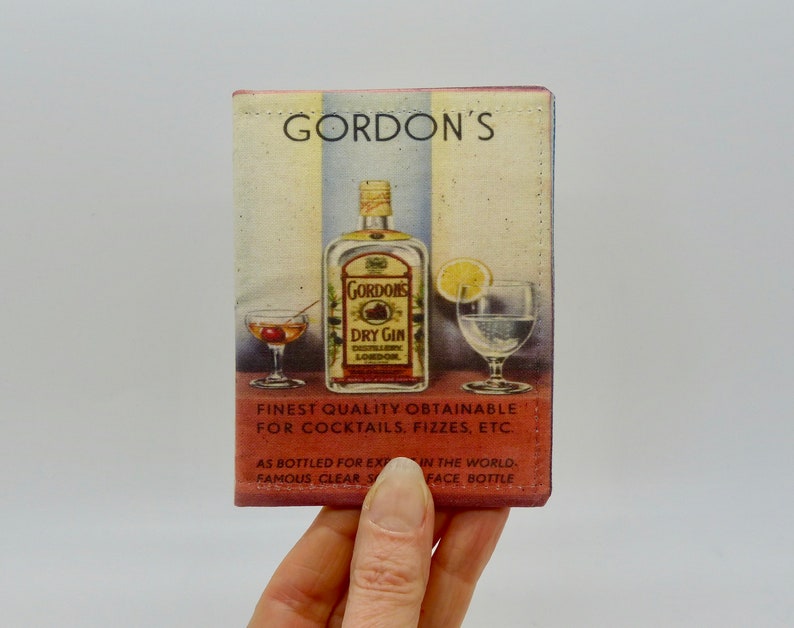 GORDON'S
GORDON'S
DRY GIN
DISTILLERY,
LONDON.
FINEST QUALITY OBTAINABLE
FOR COCKTAILS, FIZZES, ETC.
AS BOTTLED FOR IN THE WORLD-
FAMOUS CLEAR FACE BOTTLE